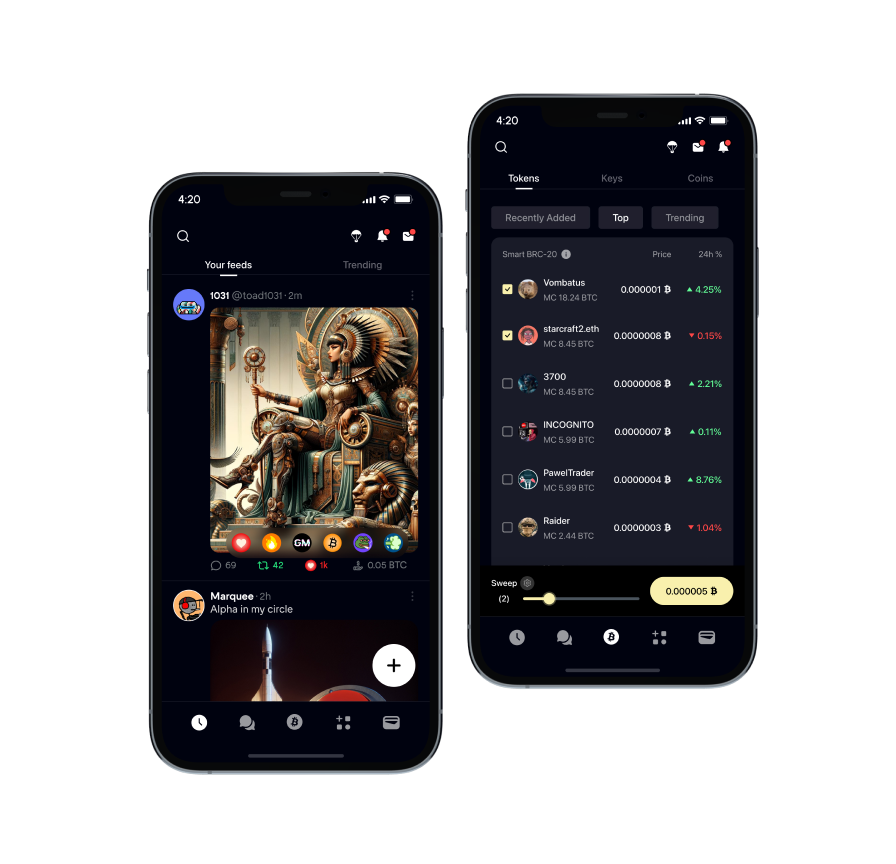 4:20
Your feeds
Trending
1031 @toad1031 · 2m
GM
69
42
1k
0.05 BTC
Marquee · 2h
Alpha in my circle
4:20
Tokens
Keys
Coins
Recently Added
Top
Trending
Smart BRC-20
Price
24h %
Vombatus
MC 18.24 BTC
0.000001 ₿
▲ 4.25%
starcraft2.eth
MC 8.45 BTC
0.0000008 ₿
▼ 0.15%
3700
MC 8.45 BTC
0.0000008 ₿
▲ 2.21%
INCOGNITO
MC 5.99 BTC
0.0000007 ₿
▲ 0.11%
PawelTrader
MC 5.99 BTC
0.0000004 ₿
▲ 8.76%
Raider
MC 2.44 BTC
0.0000003 ₿
▼ 1.04%
Sweep
(2)
0.000005 ₿